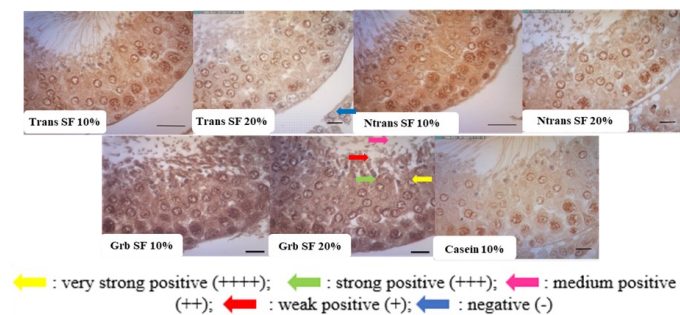 Trans SF 10%
Trans SF 20%
Ntrans SF 10%
Ntrans SF 20%
Grb SF 10%
Grb SF 20%
Casein 10%
: very strong positive (++++); : strong positive (+++); : medium positive
(++); : weak positive (+); : negative (-)